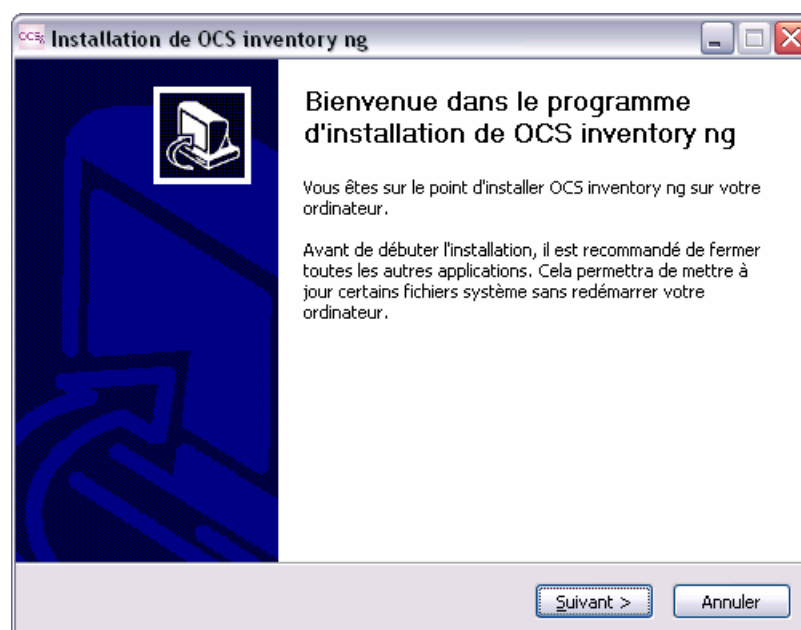 Installation de OCS inventory ng
Bienvenue dans le programme
d'installation de OCS inventory ng
Vous êtes sur le point d'installer OCS inventory ng sur votre
ordinateur.
Avant de débuter l'installation, il est recommandé de fermer
toutes les autres applications. Cela permettra de mettre à
jour certains fichiers système sans redémarrer votre
ordinateur.
Suivant > Annuler